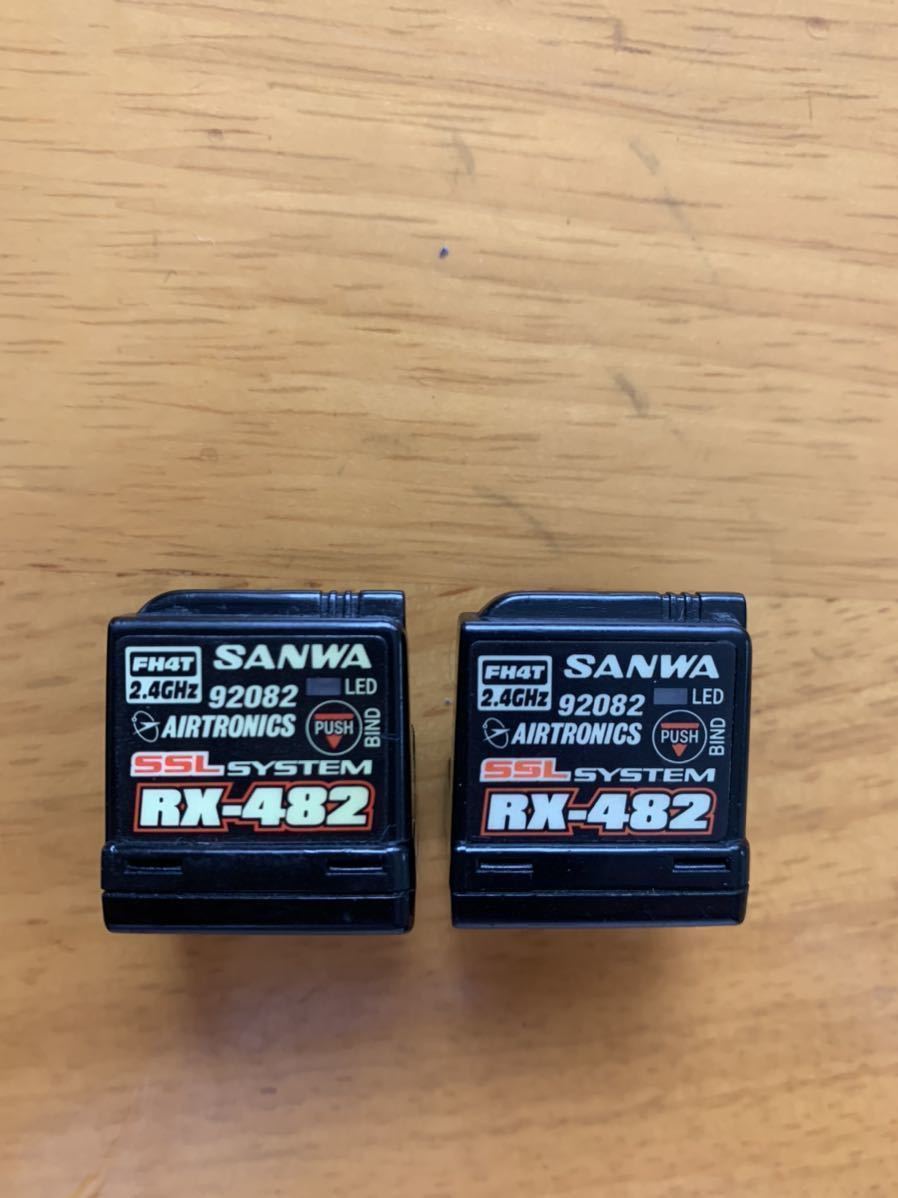 FH4T SANWA
2.4GHz 92082 LED
AIRTRONICS PUSH BIND
SSL SYSTEM
RX-482
FH4T SANWA
2.4GHz 92082 LED
AIRTRONICS PUSH BIND
SSL SYSTEM
RX-482